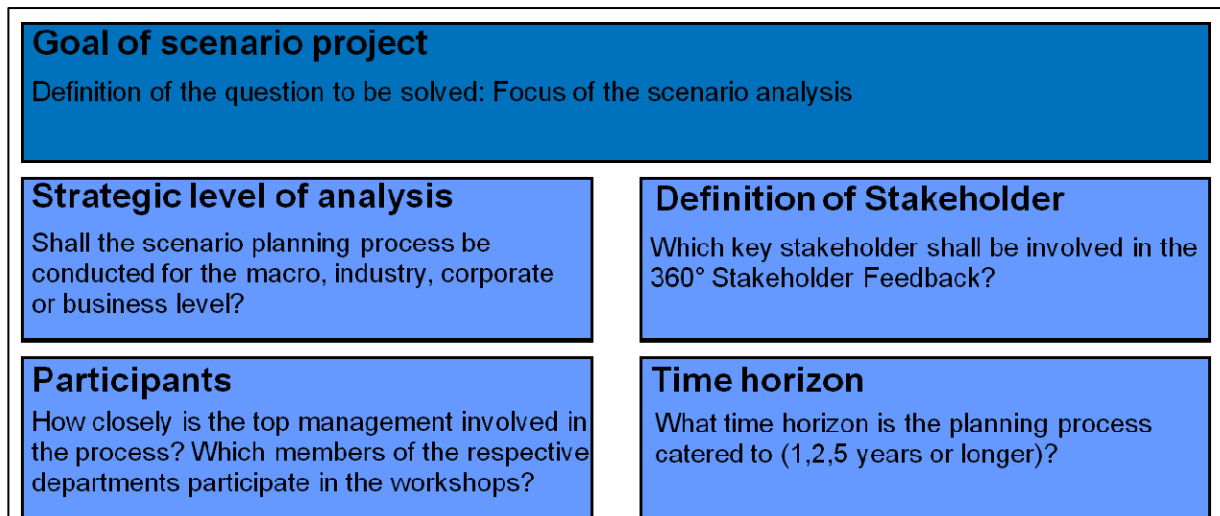 Goal of scenario project
Definition of the question to be solved: Focus of the scenario analysis
Strategic level of analysis
Shall the scenario planning process be
conducted for the macro, industry, corporate
or business level?
Definition of Stakeholder
Which key stakeholder shall be involved in the
360° Stakeholder Feedback?
Participants
How closely is the top management involved in
the process? Which members of the respective
departments participate in the workshops?
Time horizon
What time horizon is the planning process
catered to (1,2,5 years or longer)?